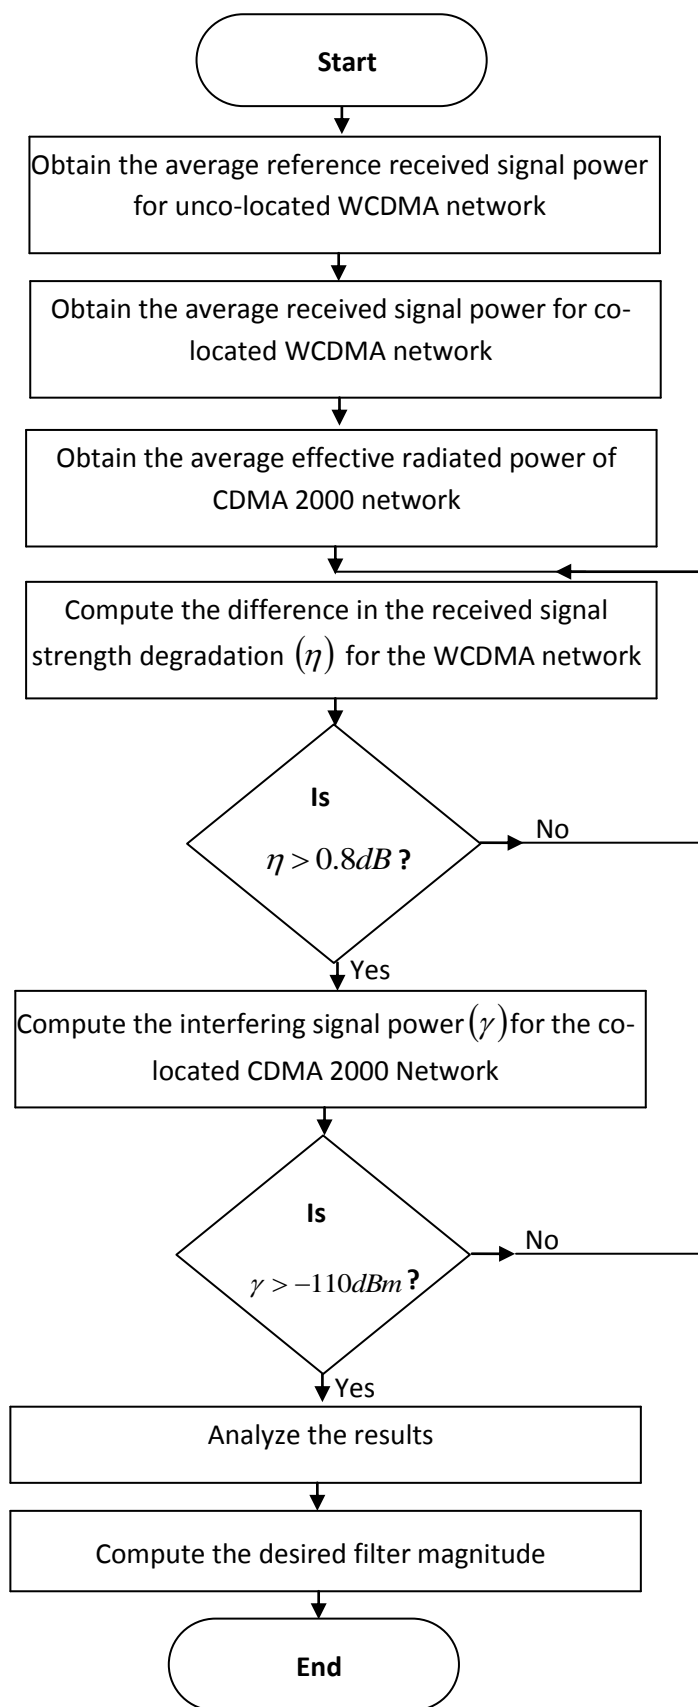 Start
Obtain the average reference received signal power
for unco-located WCDMA network
Obtain the average received signal power for co-
located WCDMA network
Obtain the average effective radiated power of
CDMA 2000 network
Compute the difference in the received signal
strength degradation (η) for the WCDMA network
Is
η > 0.8dB ?
No
Yes
Compute the interfering signal power (γ) for the co-
located CDMA 2000 Network
Is
γ > −110dBm ?
No
Yes
Analyze the results
Compute the desired filter magnitude
End